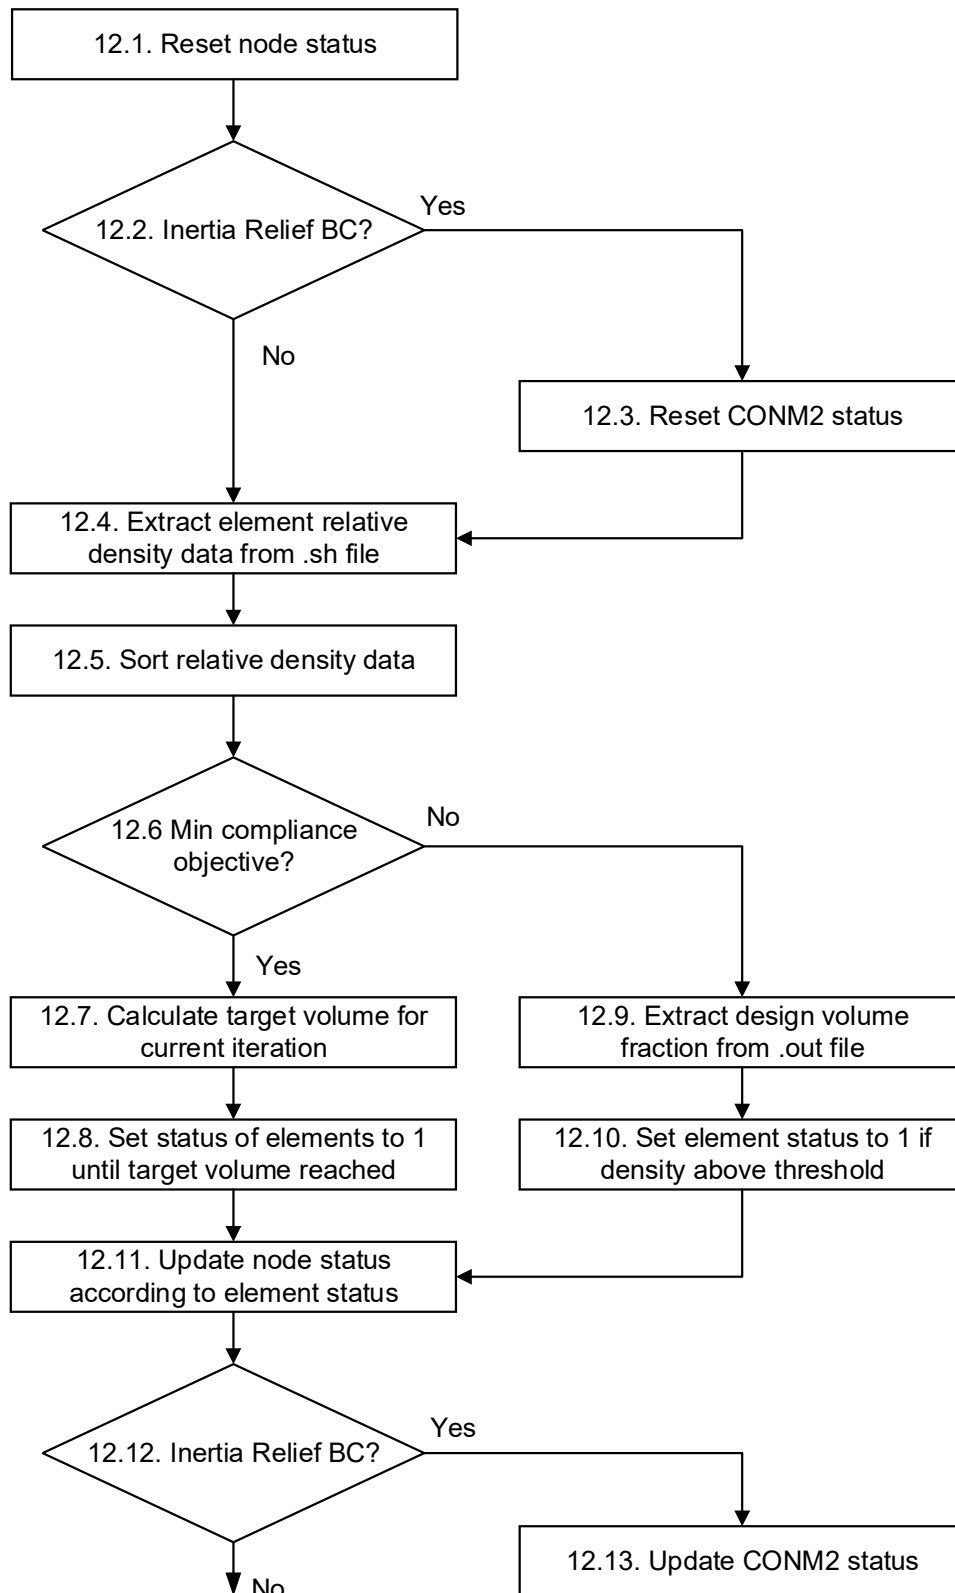 12.1. Reset node status
12.2. Inertia Relief BC?
Yes
No
12.3. Reset CONM2 status
12.4. Extract element relative
density data from .sh file
12.5. Sort relative density data
12.6 Min compliance
objective?
No
Yes
12.7. Calculate target volume for
current iteration
12.9. Extract design volume
fraction from .out file
12.8. Set status of elements to 1
until target volume reached
12.10. Set element status to 1 if
density above threshold
12.11. Update node status
according to element status
12.12. Inertia Relief BC?
Yes
12.13. Update CONM2 status
No